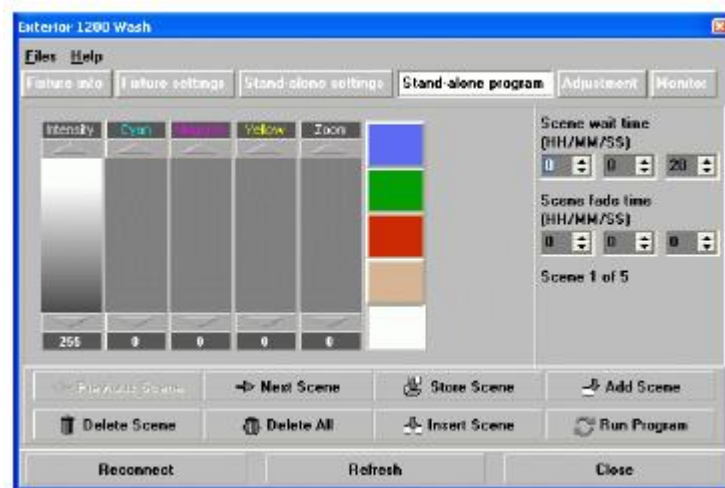 Exterior 1200 Wash
Files Help
Fixture info Fixture settings Stand-alone settings Stand-alone program Adjustment Monitor
Intensity Cyan Magenta Yellow Zoom
255 0 0 0 0
Scene wait time
(HH/MM/SS)
0 0 20
Scene fade time
(HH/MM/SS)
0 0 0
Scene 1 of 5
Previous Scene Next Scene Store Scene Add Scene
Delete Scene Delete All Insert Scene Run Program
Reconnect Refresh Close